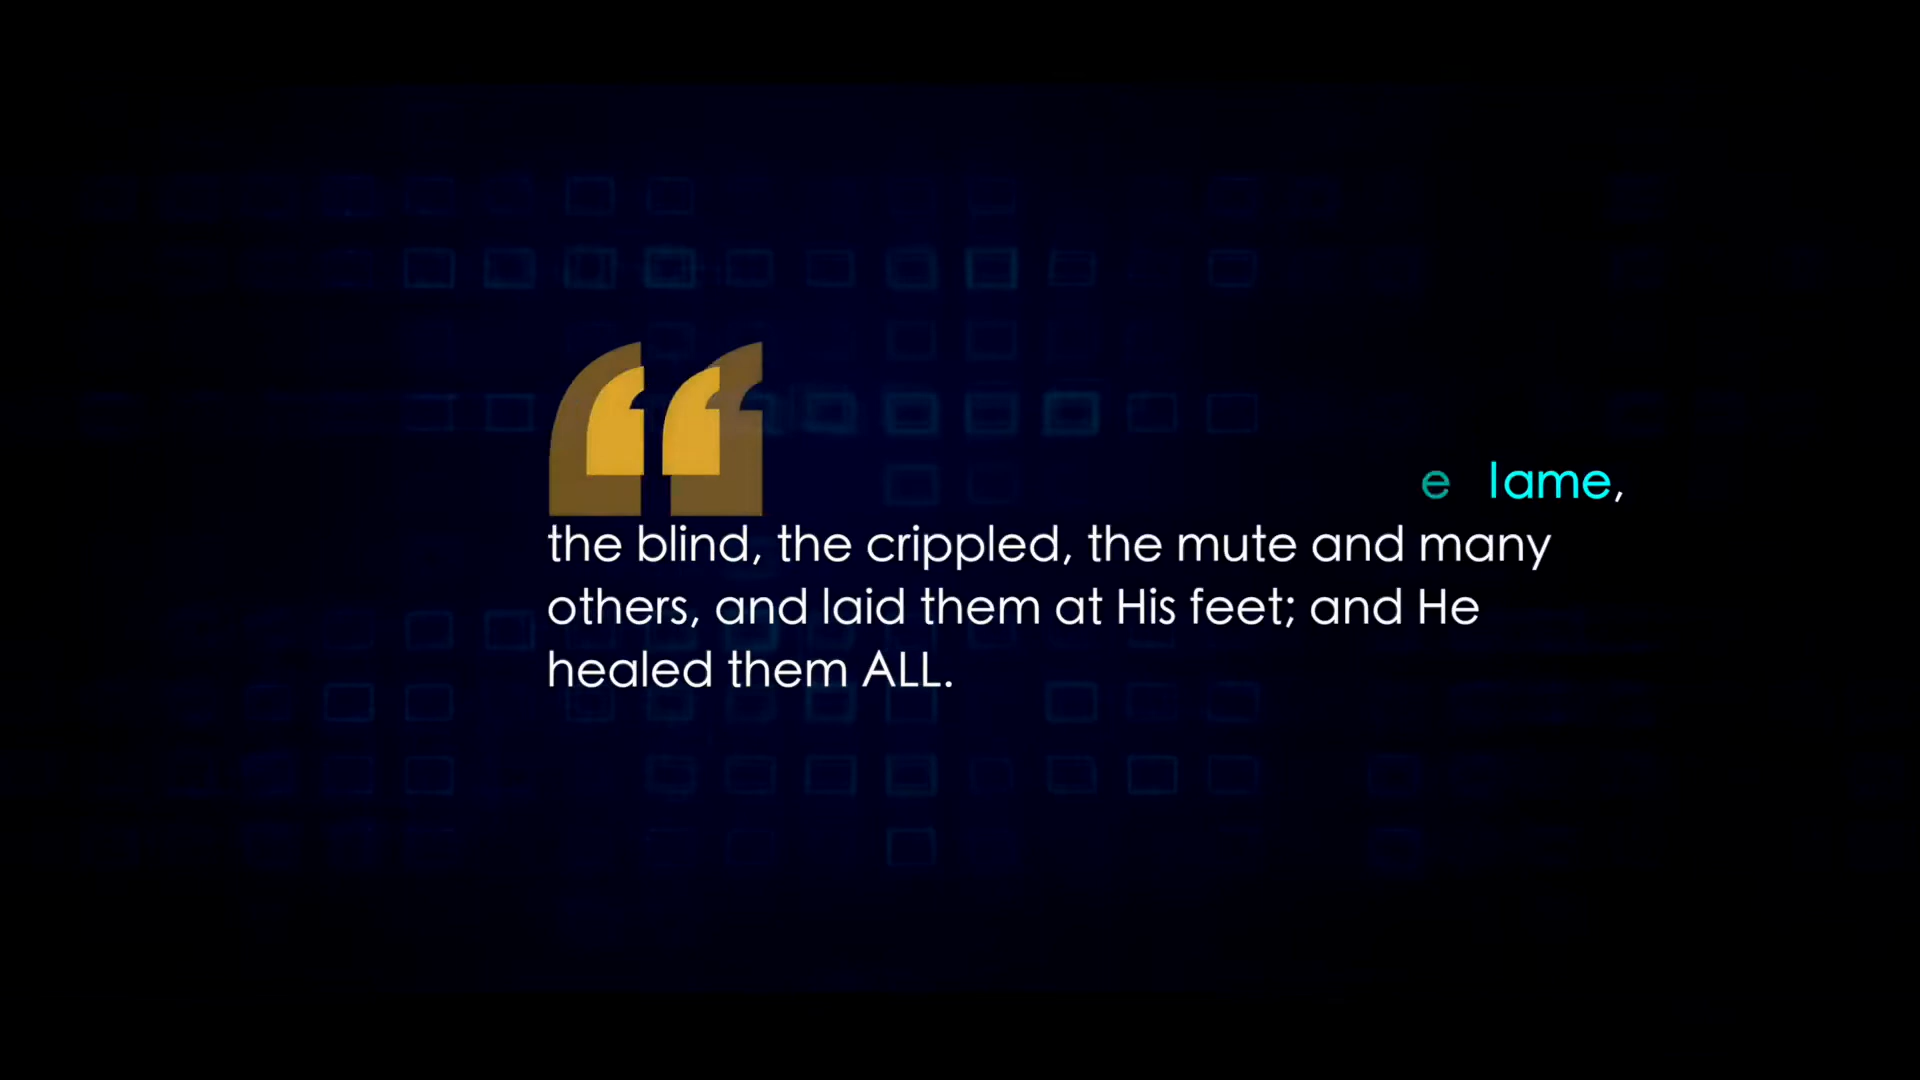 e lame,
the blind, the crippled, the mute and many
others, and laid them at His feet; and He
healed them ALL.